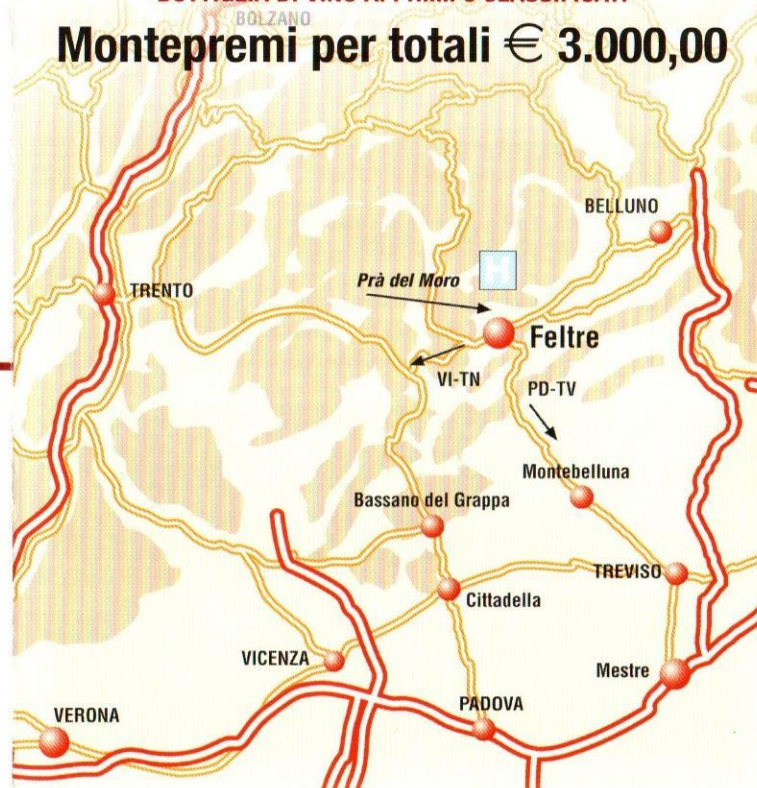 BOLZANO
Montepremi per totali € 3.000,00
BELLUNO
H
Prà del Moro
TRENTO
Feltre
VI-TN
PD-TV
Montebelluna
Bassano del Grappa
TREVISO
Cittadella
VICENZA
Mestre
PADOVA
VERONA